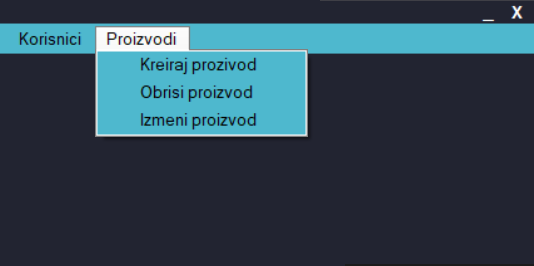 _ X
Korisnici Proizvodi
Kreiraj prozivod
Obrisi proizvod
Izmeni proizvod